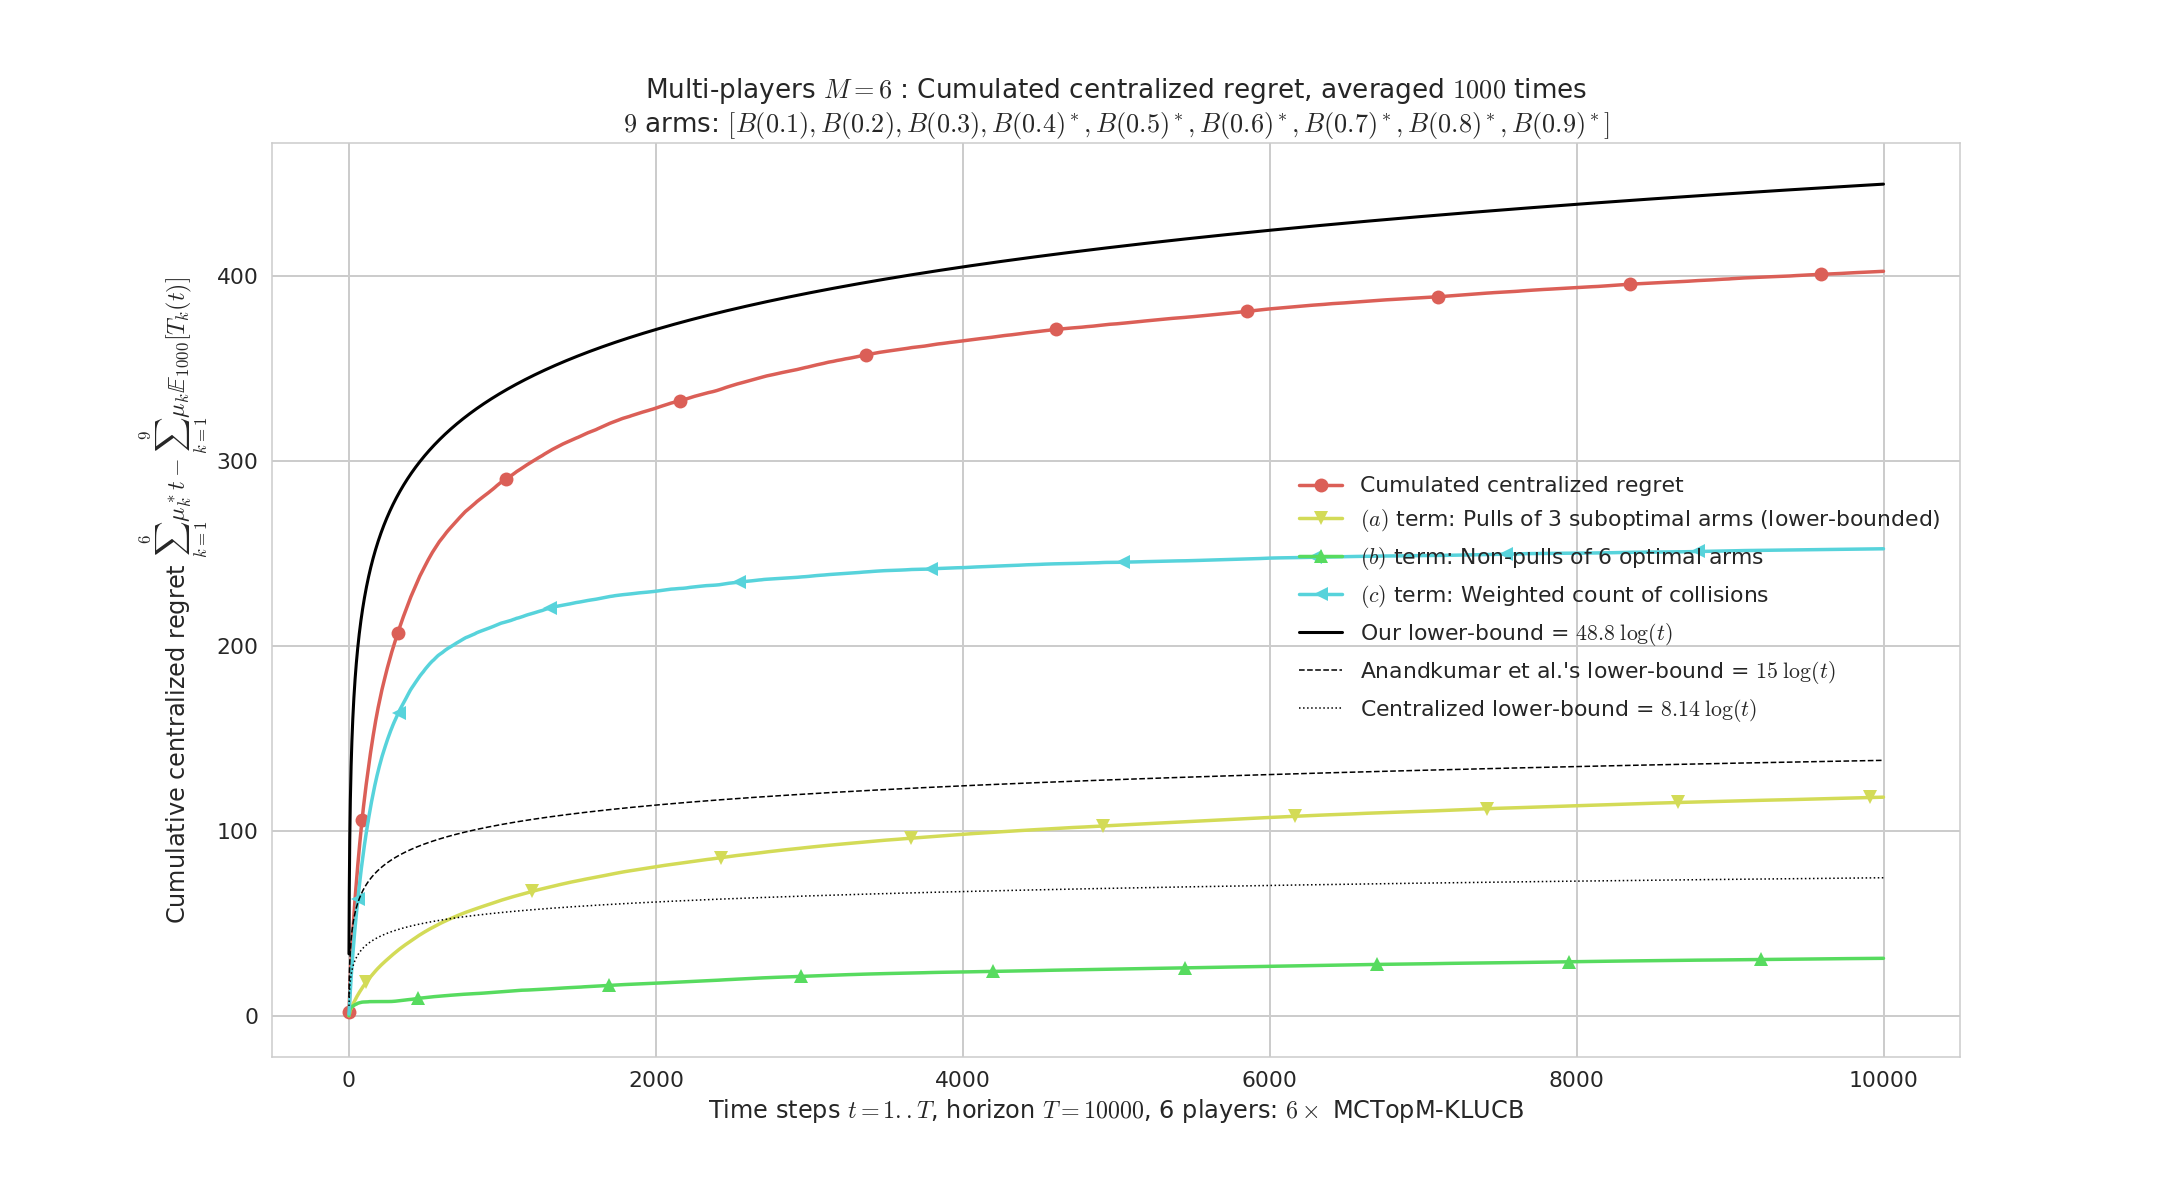 Multi-players M = 6 : Cumulated centralized regret, averaged 1000 times
9 arms: [B(0.1), B(0.2), B(0.3), B(0.4)*, B(0.5)*, B(0.6)*, B(0.7)*, B(0.8)*, B(0.9)*]
Cumulative centralized regret ∑_{k=1}^{6} μ_k^* t − ∑_{k=1}^{9} μ_k 𝔼_{1000}[T_k(t)]
400
300
200
100
0
Cumulated centralized regret
(a) term: Pulls of 3 suboptimal arms (lower-bounded)
(b) term: Non-pulls of 6 optimal arms
(c) term: Weighted count of collisions
Our lower-bound = 48.8 log(t)
Anandkumar et al.'s lower-bound = 15 log(t)
Centralized lower-bound = 8.14 log(t)
0 2000 4000 6000 8000 10000
Time steps t = 1..T, horizon T = 10000, 6 players: 6× MCTopM-KLUCB